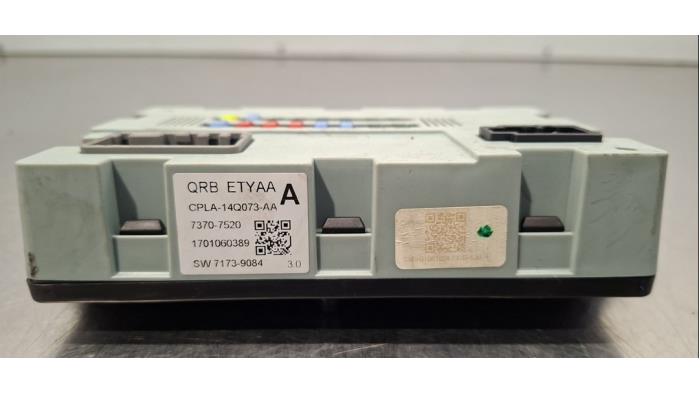 QRB ETYAA A
CPLA-14Q073-AA
7370-7520
1701060389
SW 7173-9084 3.0